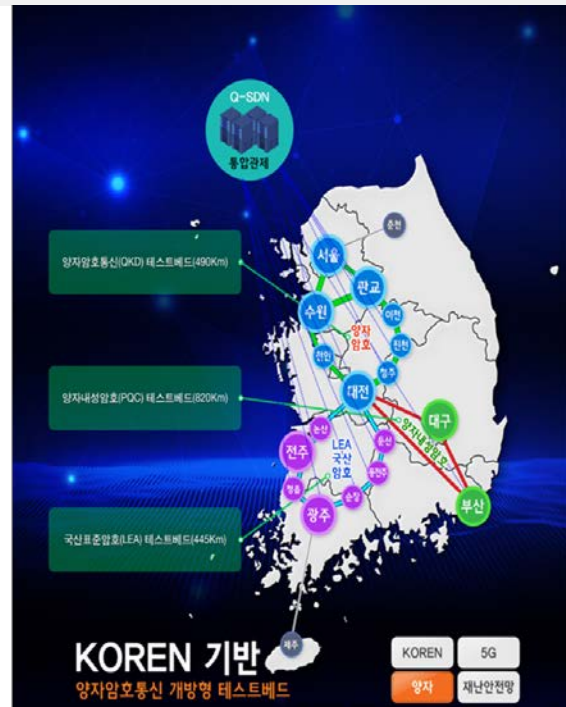 Q-SDN
통합관제
춘천
서울
판교
양자암호통신(QKD) 테스트베드(490Km)
수원
이천
양자
암호
진천
천안
청주
대전
양자내성암호(PQC) 테스트베드(820Km)
대구
양자내성암호
논산
둔산
전주
LEA
국산
암호
동전주
정읍
순창
부산
광주
국산표준암호(LEA) 테스트베드(445Km)
제주
KOREN 기반
양자암호통신 개방형 테스트베드
KOREN
5G
양자
재난안전망